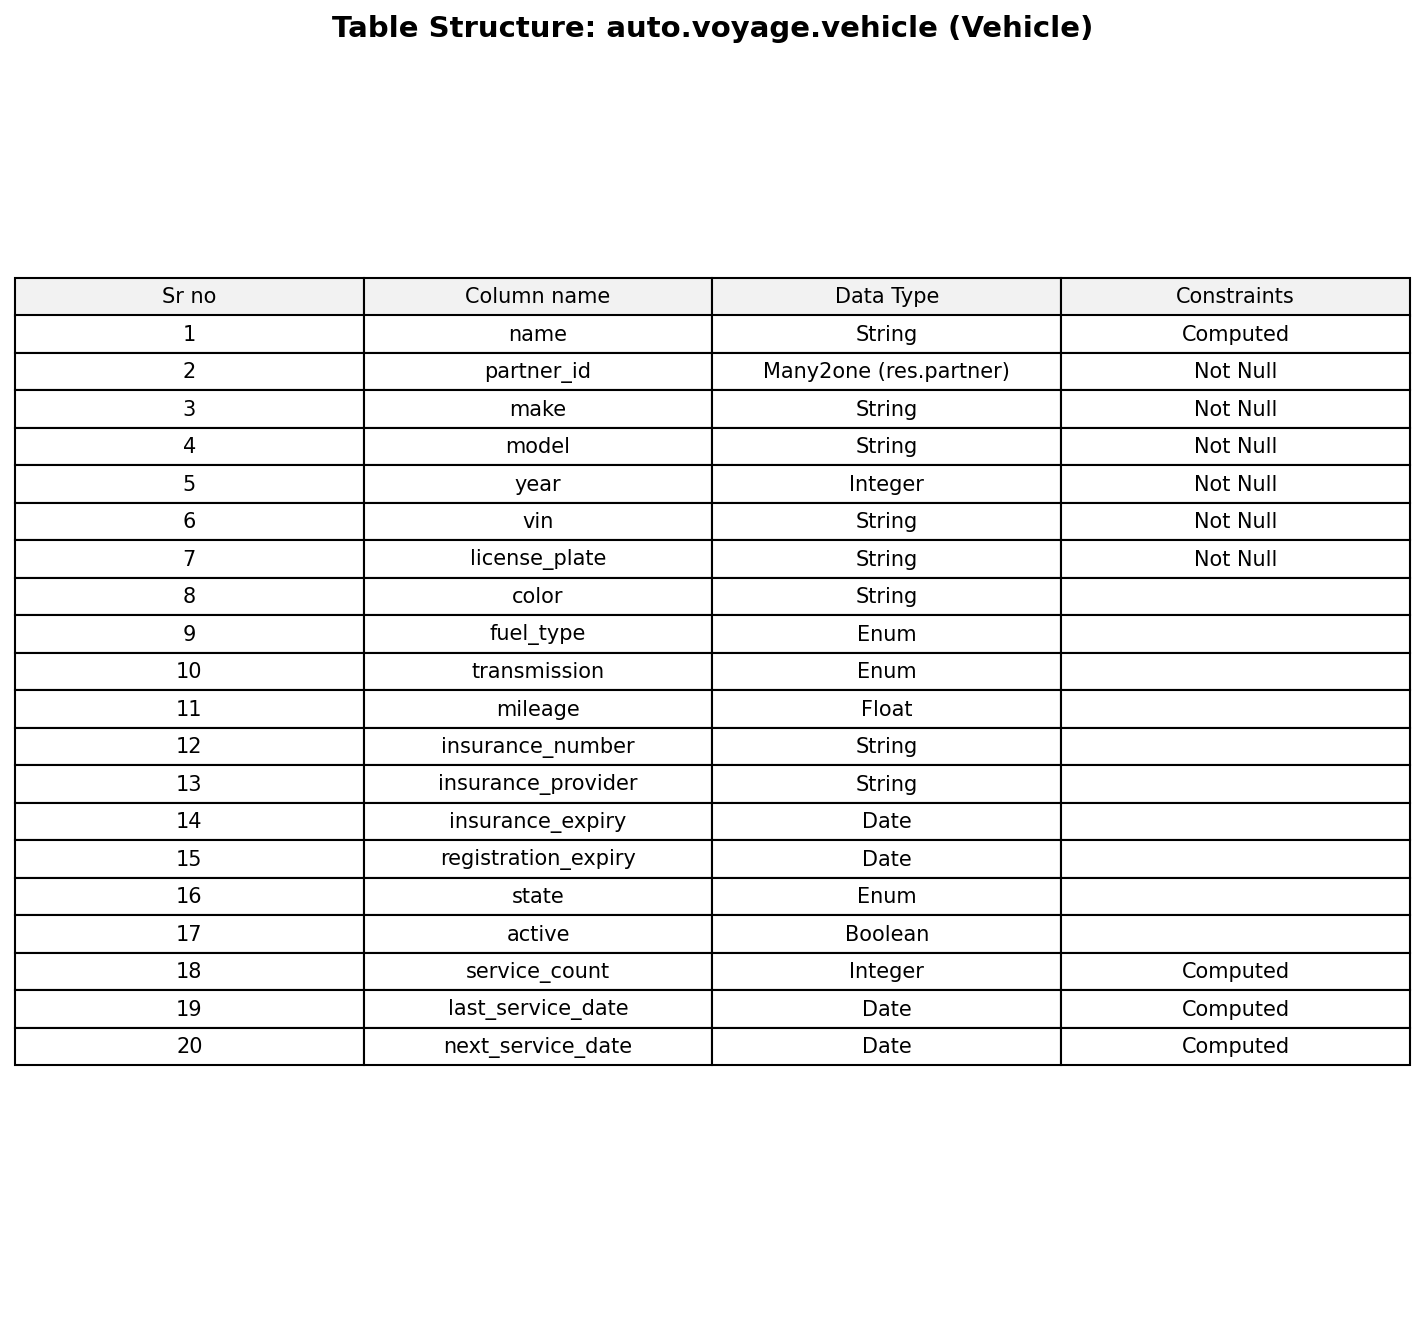 Table Structure: auto.voyage.vehicle (Vehicle)
Sr no Column name Data Type Constraints
1 name String Computed
2 partner_id Many2one (res.partner) Not Null
3 make String Not Null
4 model String Not Null
5 year Integer Not Null
6 vin String Not Null
7 license_plate String Not Null
8 color String
9 fuel_type Enum
10 transmission Enum
11 mileage Float
12 insurance_number String
13 insurance_provider String
14 insurance_expiry Date
15 registration_expiry Date
16 state Enum
17 active Boolean
18 service_count Integer Computed
19 last_service_date Date Computed
20 next_service_date Date Computed